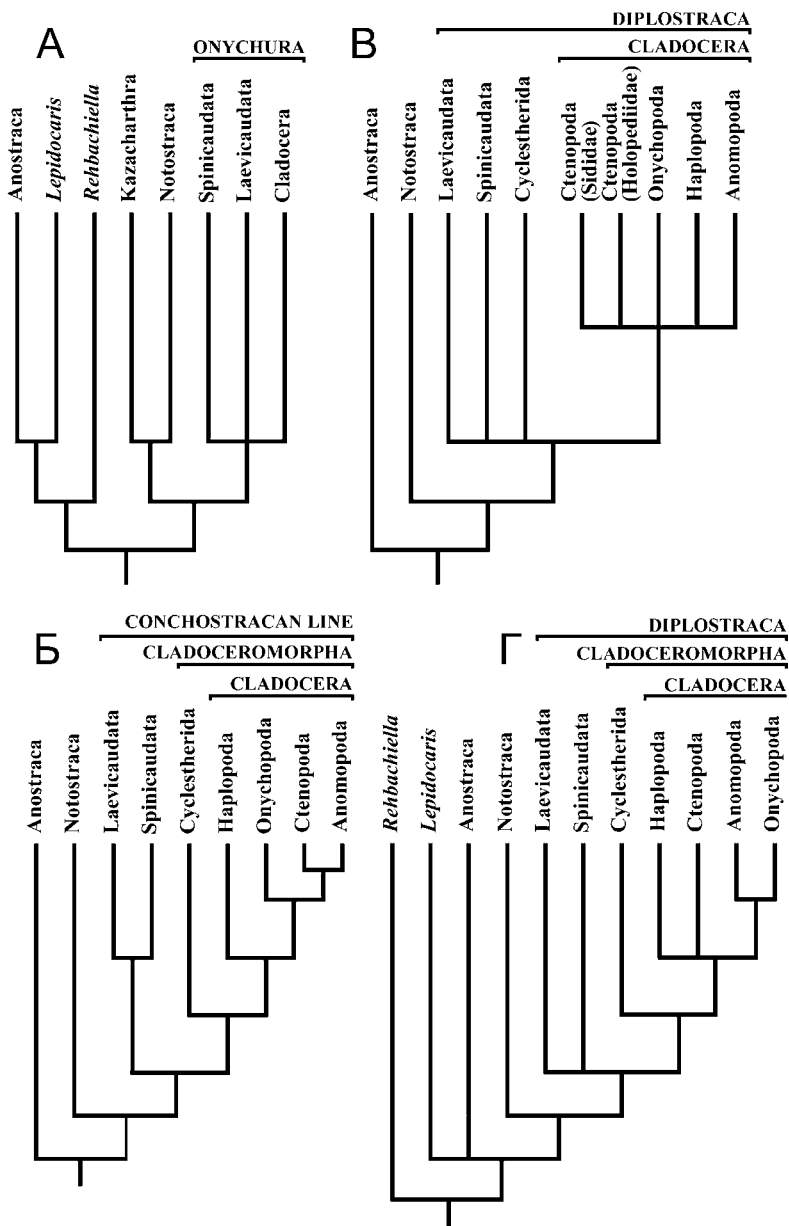 А
ONYCHURA
Anostraca
Lepidocaris
Rehbachiella
Kazacharthra
Notostraca
Spinicaudata
Laevicaudata
Cladocera
В
DIPLOSTRACA
CLADOCERA
Anostraca
Notostraca
Laevicaudata
Spinicaudata
Cyclestherida
Ctenopoda
(Sididae)
Ctenopoda
(Holopediidae)
Onychopoda
Haplopoda
Anomopoda
Б
CONCHOSTRACAN LINE
CLADOCEROMORPHA
CLADOCERA
Anostraca
Notostraca
Laevicaudata
Spinicaudata
Cyclestherida
Haplopoda
Onychopoda
Ctenopoda
Anomopoda
Г
DIPLOSTRACA
CLADOCEROMORPHA
CLADOCERA
Rehbachiella
Lepidocaris
Anostraca
Notostraca
Laevicaudata
Spinicaudata
Cyclestherida
Haplopoda
Ctenopoda
Anomopoda
Onychopoda